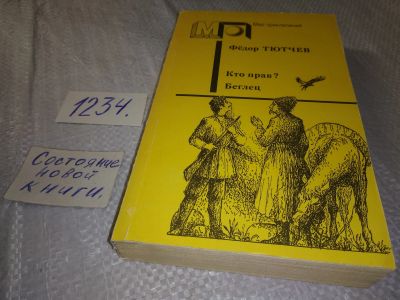 МП
Мир приключений
Фёдор ТЮТЧЕВ
Кто прав?
Беглец
1234.
Состояние
новой
книги.